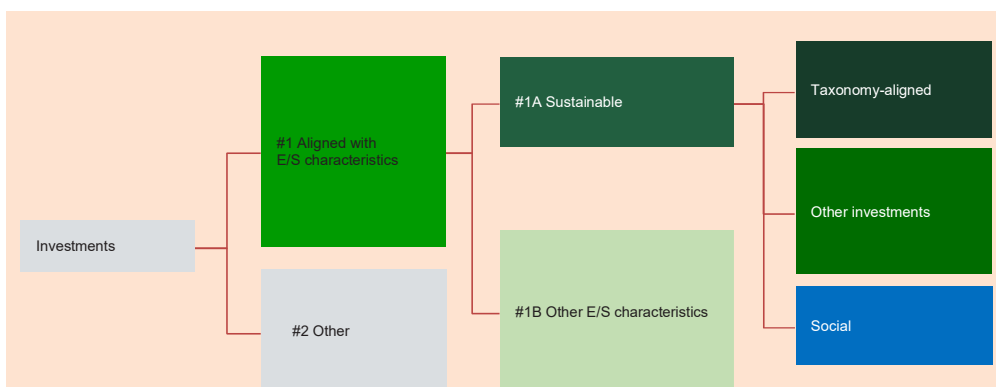 Investments
#1 Aligned with
E/S characteristics
#2 Other
#1A Sustainable
#1B Other E/S characteristics
Taxonomy-aligned
Other investments
Social